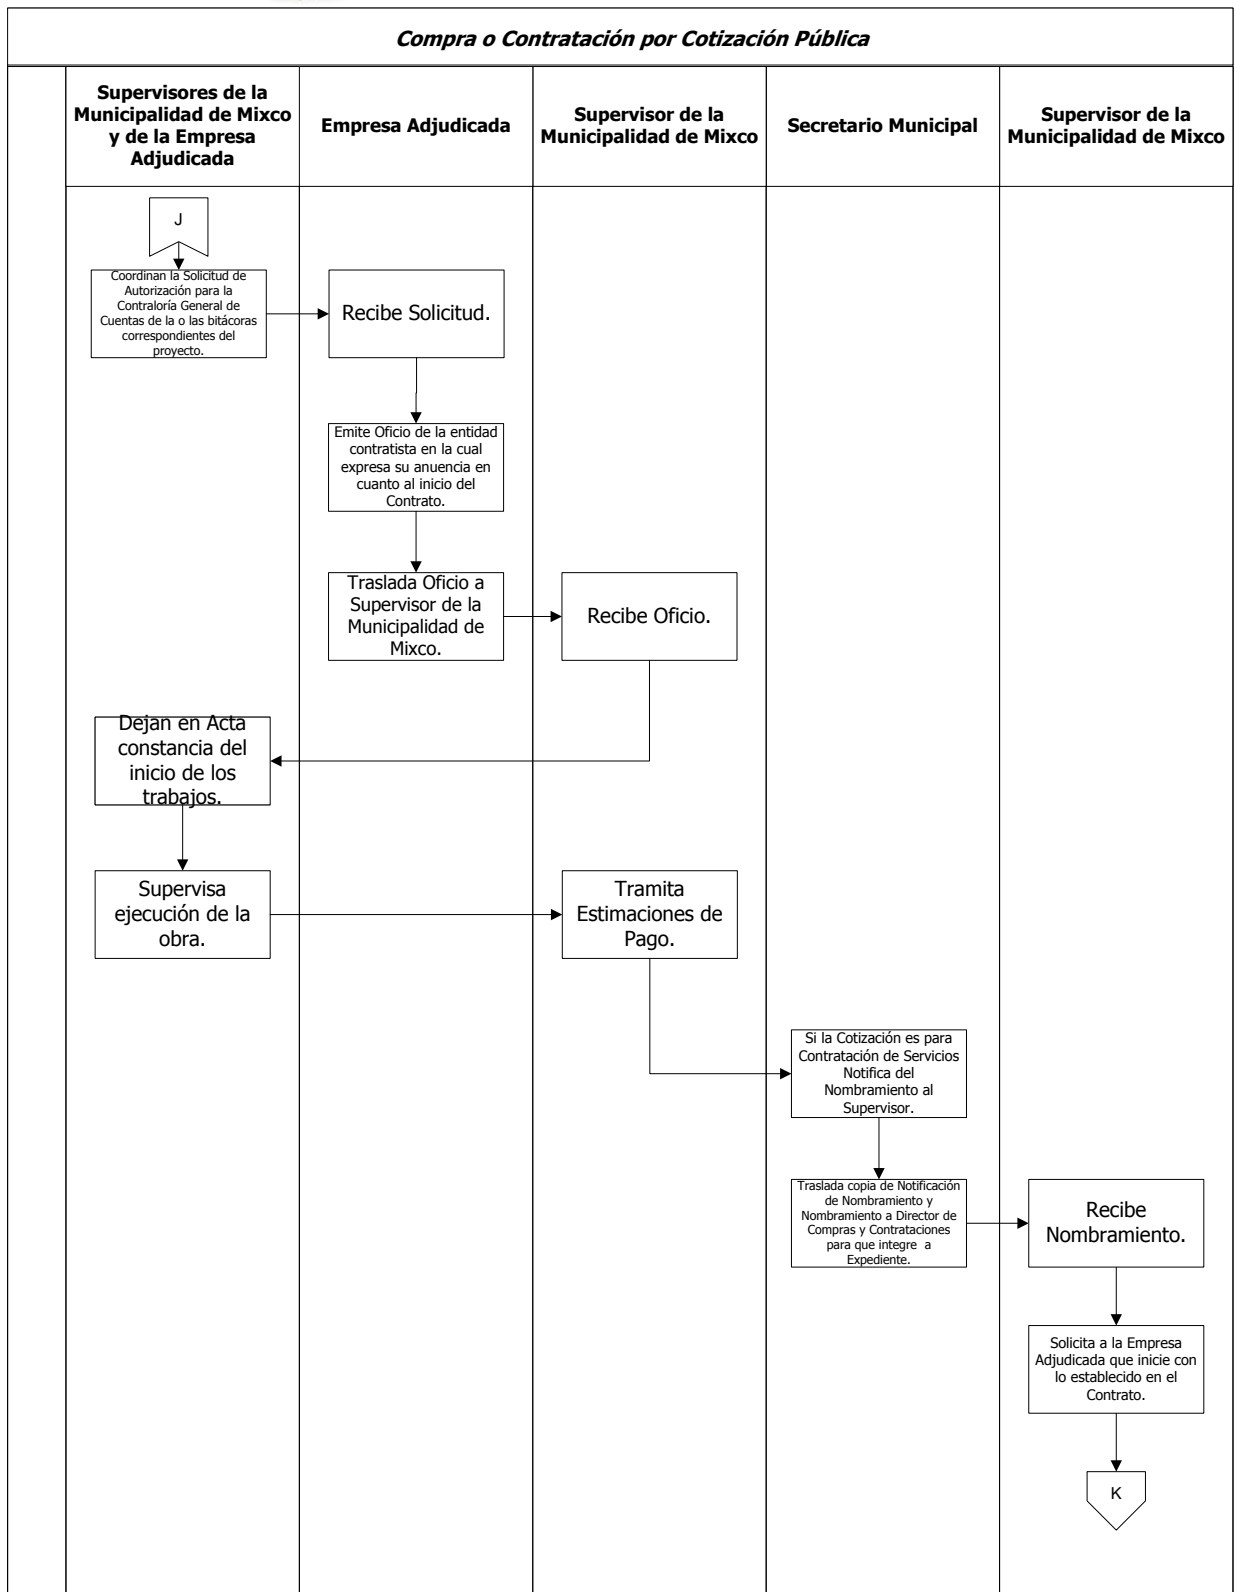 Compra o Contratación por Cotización Pública
Supervisores de la
Municipalidad de Mixco
y de la Empresa
Adjudicada
Empresa Adjudicada
Supervisor de la
Municipalidad de Mixco
Secretario Municipal
Supervisor de la
Municipalidad de Mixco
J
Coordinan la Solicitud de
Autorización para la
Contraloría General de
Cuentas de la o las bitácoras
correspondientes del
proyecto.
Recibe Solicitud.
Emite Oficio de la entidad
contratista en la cual
expresa su anuencia en
cuanto al inicio del
Contrato.
Traslada Oficio a
Supervisor de la
Municipalidad de
Mixco.
Recibe Oficio.
Dejan en Acta
constancia del
inicio de los
trabajos.
Supervisa
ejecución de la
obra.
Tramita
Estimaciones de
Pago.
Si la Cotización es para
Contratación de Servicios
Notifica del
Nombramiento al
Supervisor.
Traslada copia de Notificación
de Nombramiento y
Nombramiento a Director de
Compras y Contrataciones
para que integre a
Expediente.
Recibe
Nombramiento.
Solicita a la Empresa
Adjudicada que inicie con
lo establecido en el
Contrato.
K